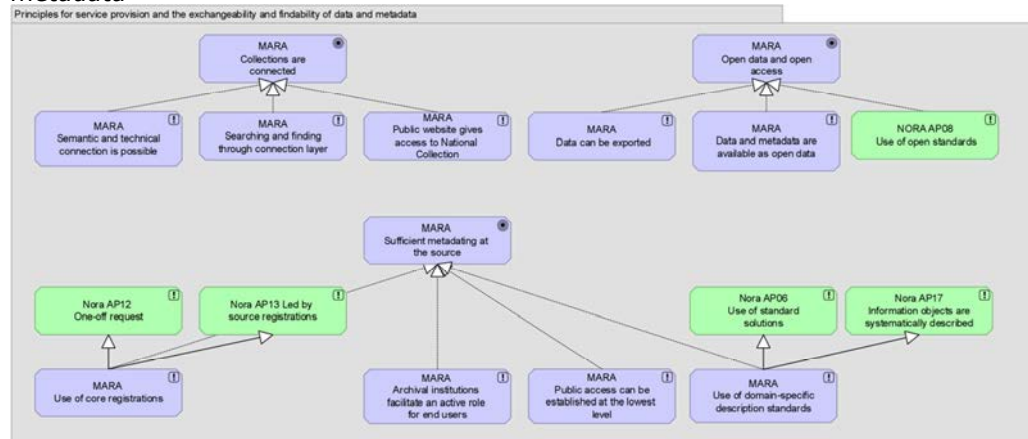 Principles for service provision and the exchangeability and findability of data and metadata
MARA
Collections are
connected
MARA
Open data and open
access
MARA
Semantic and technical
connection is possible
MARA
Searching and finding
through connection layer
MARA
Public website gives
access to National
Collection
MARA
Data can be exported
MARA
Data and metadata are
available as open data
NORA AP08
Use of open standards
MARA
Sufficient metadating at
the source
Nora AP12
One-off request
Nora AP13 Led by
source registrations
Nora AP06
Use of standard
solutions
Nora AP17
Information objects are
systematically described
MARA
Use of core registrations
MARA
Archival institutions
facilitate an active role
for end users
MARA
Public access can be
established at the lowest
level
MARA
Use of domain-specific
description standards